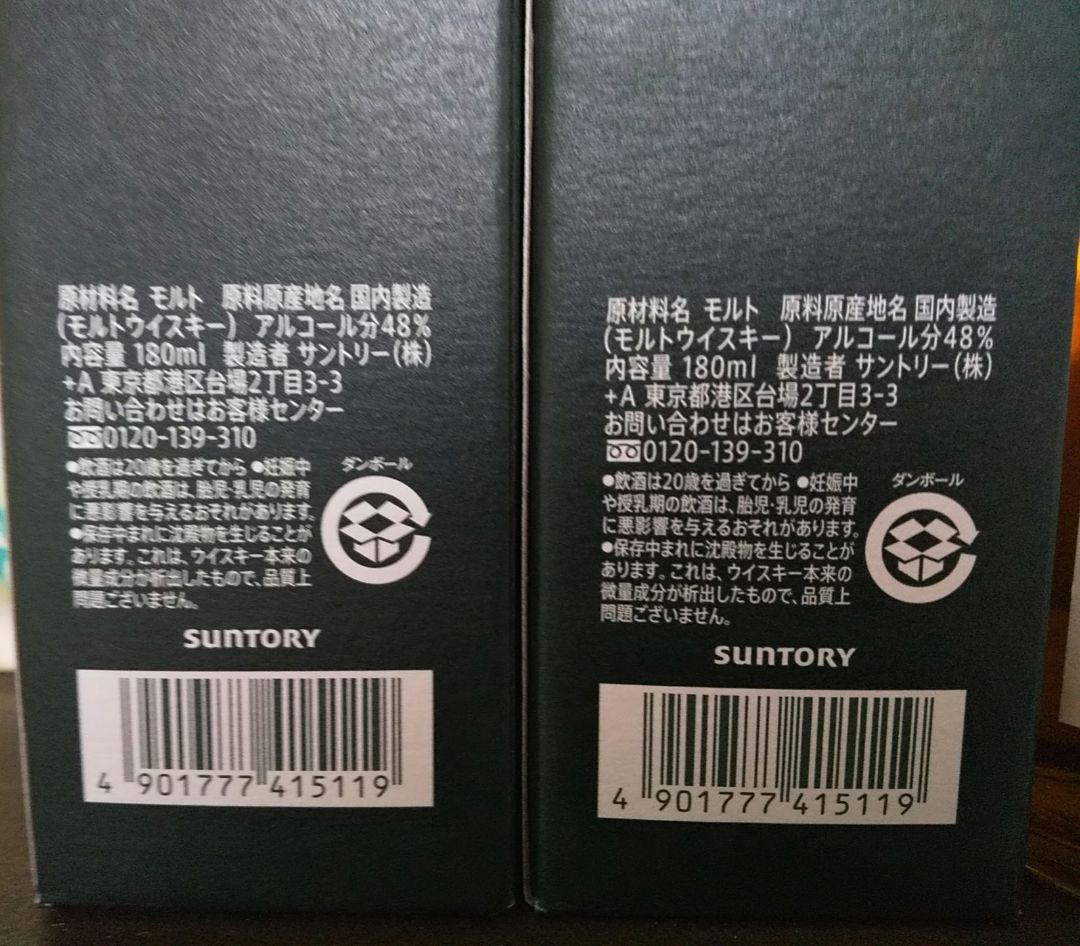 原材料名 モルト 原料原産地名 国内製造
(モルトウイスキー) アルコール分48%
内容量 180ml 製造者 サントリー(株)
+A 東京都港区台場2丁目3-3
お問い合わせはお客様センター
0120-139-310
●飲酒は20歳を過ぎてから ●妊娠中
や授乳期の飲酒は、胎児・乳児の発育
に悪影響を与えるおそれがあります。
●保存中まれに沈殿物を生じることが
あります。これは、ウイスキー本来の
微量成分が析出したもので、品質上
問題ございません。
ダンボール
SUNTORY
4 901777 415119
原材料名 モルト 原料原産地名 国内製造
(モルトウイスキー) アルコール分48%
内容量 180ml 製造者 サントリー(株)
+A 東京都港区台場2丁目3-3
お問い合わせはお客様センター
0120-139-310
●飲酒は20歳を過ぎてから ●妊娠中
や授乳期の飲酒は、胎児・乳児の発育
に悪影響を与えるおそれがあります。
●保存中まれに沈殿物を生じることが
あります。これは、ウイスキー本来の
微量成分が析出したもので、品質上
問題ございません。
ダンボール
SUNTORY
4 901777 415119